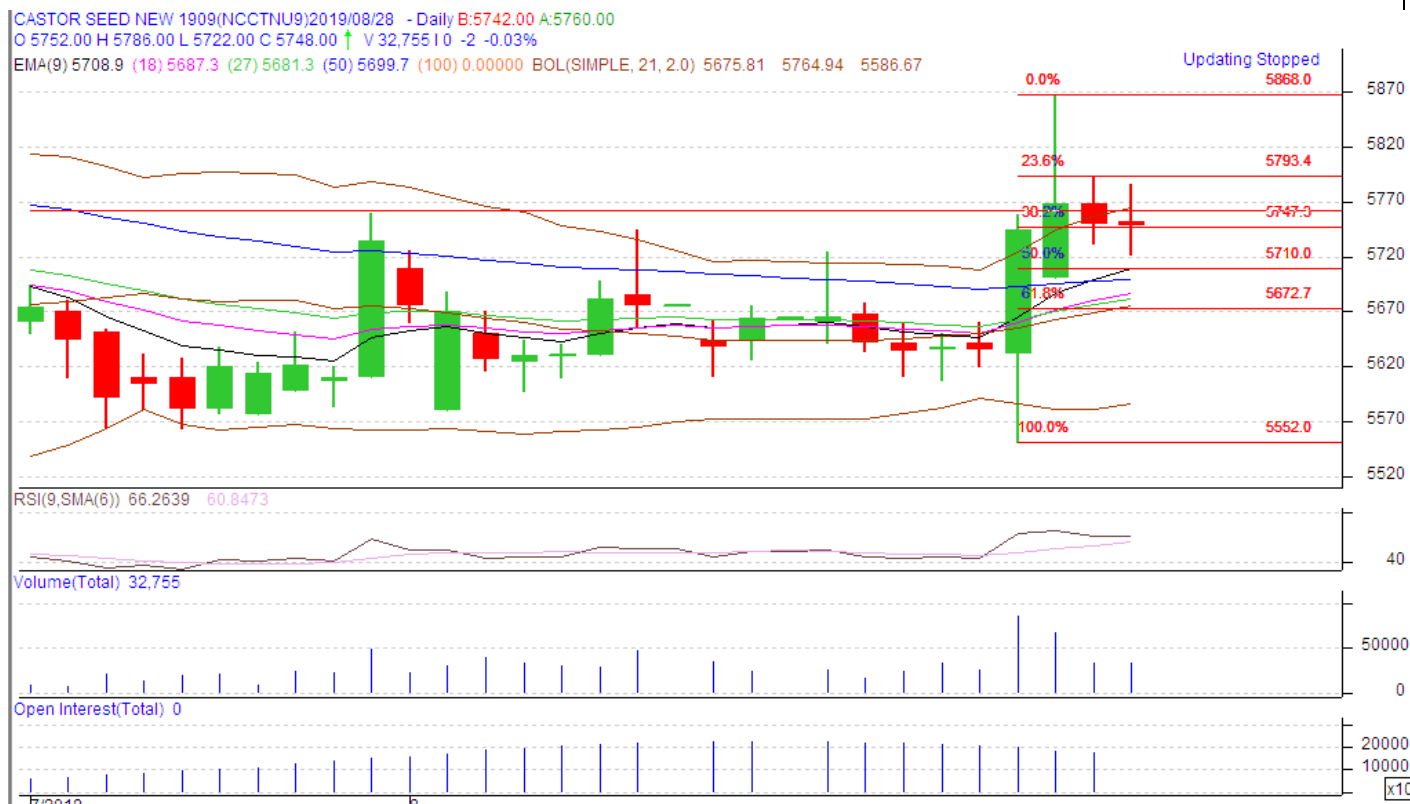 CASTOR SEED NEW 1909(NCCTNU9)2019/08/28 - Daily B:5742.00 A:5760.00
O 5752.00 H 5786.00 L 5722.00 C 5748.00 V 32,755 I 0 -2 -0.03%
EMA(9) 5708.9 (18) 5687.3 (27) 5681.3 (50) 5699.7 (100) 0.00000 BOL(SIMPLE, 21, 2.0) 5675.81 5764.94 5586.67
Updating Stopped
0.0% 5868.0
5870
5820
23.6% 5793.4
5770
38.2% 5747.3
5720
50.0% 5710.0
61.8% 5672.7
5670
5620
100.0% 5552.0
5570
5520
RSI(9,SMA(6)) 66.2639 60.8473
40
Volume(Total) 32,755
50000
0
Open Interest(Total) 0
20000
10000
x10
7/2019